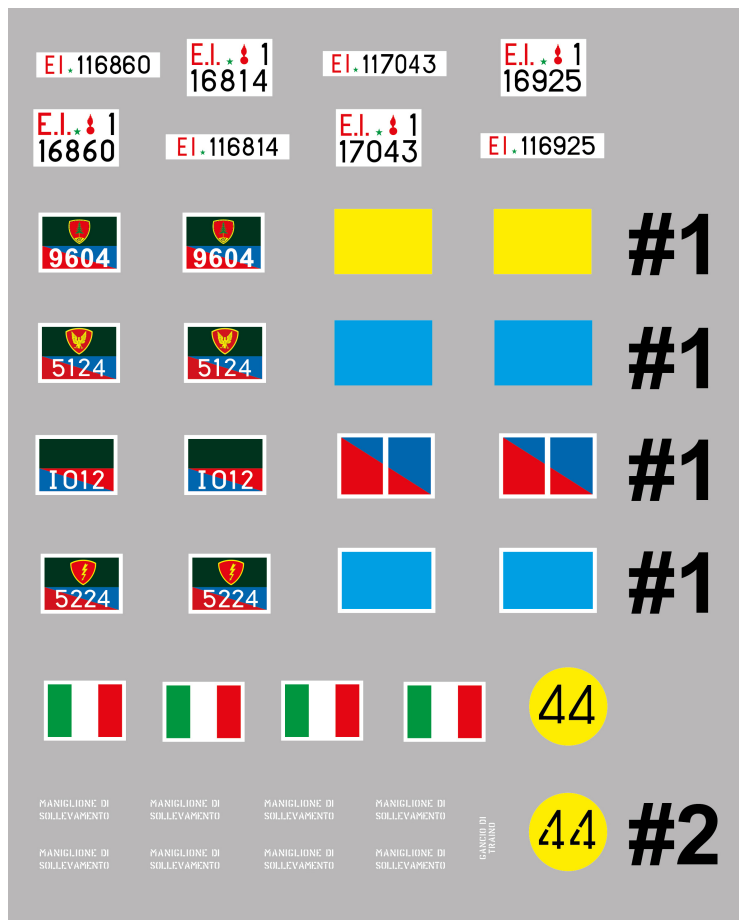 EI 116860
E.I. 1
16814
EI 117043
E.I. 1
16925
E.I. 1
16860
EI 116814
E.I. 1
17043
EI 116925
9604
9604
#1
5124
5124
#1
1012
1012
#1
5224
5224
#1
44
MANIGLIONE DI
SOLLEVAMENTO
MANIGLIONE DI
SOLLEVAMENTO
MANIGLIONE DI
SOLLEVAMENTO
MANIGLIONE DI
SOLLEVAMENTO
MANIGLIONE DI
SOLLEVAMENTO
MANIGLIONE DI
SOLLEVAMENTO
MANIGLIONE DI
SOLLEVAMENTO
MANIGLIONE DI
SOLLEVAMENTO
GANCIO DI
TRAINO
44
#2